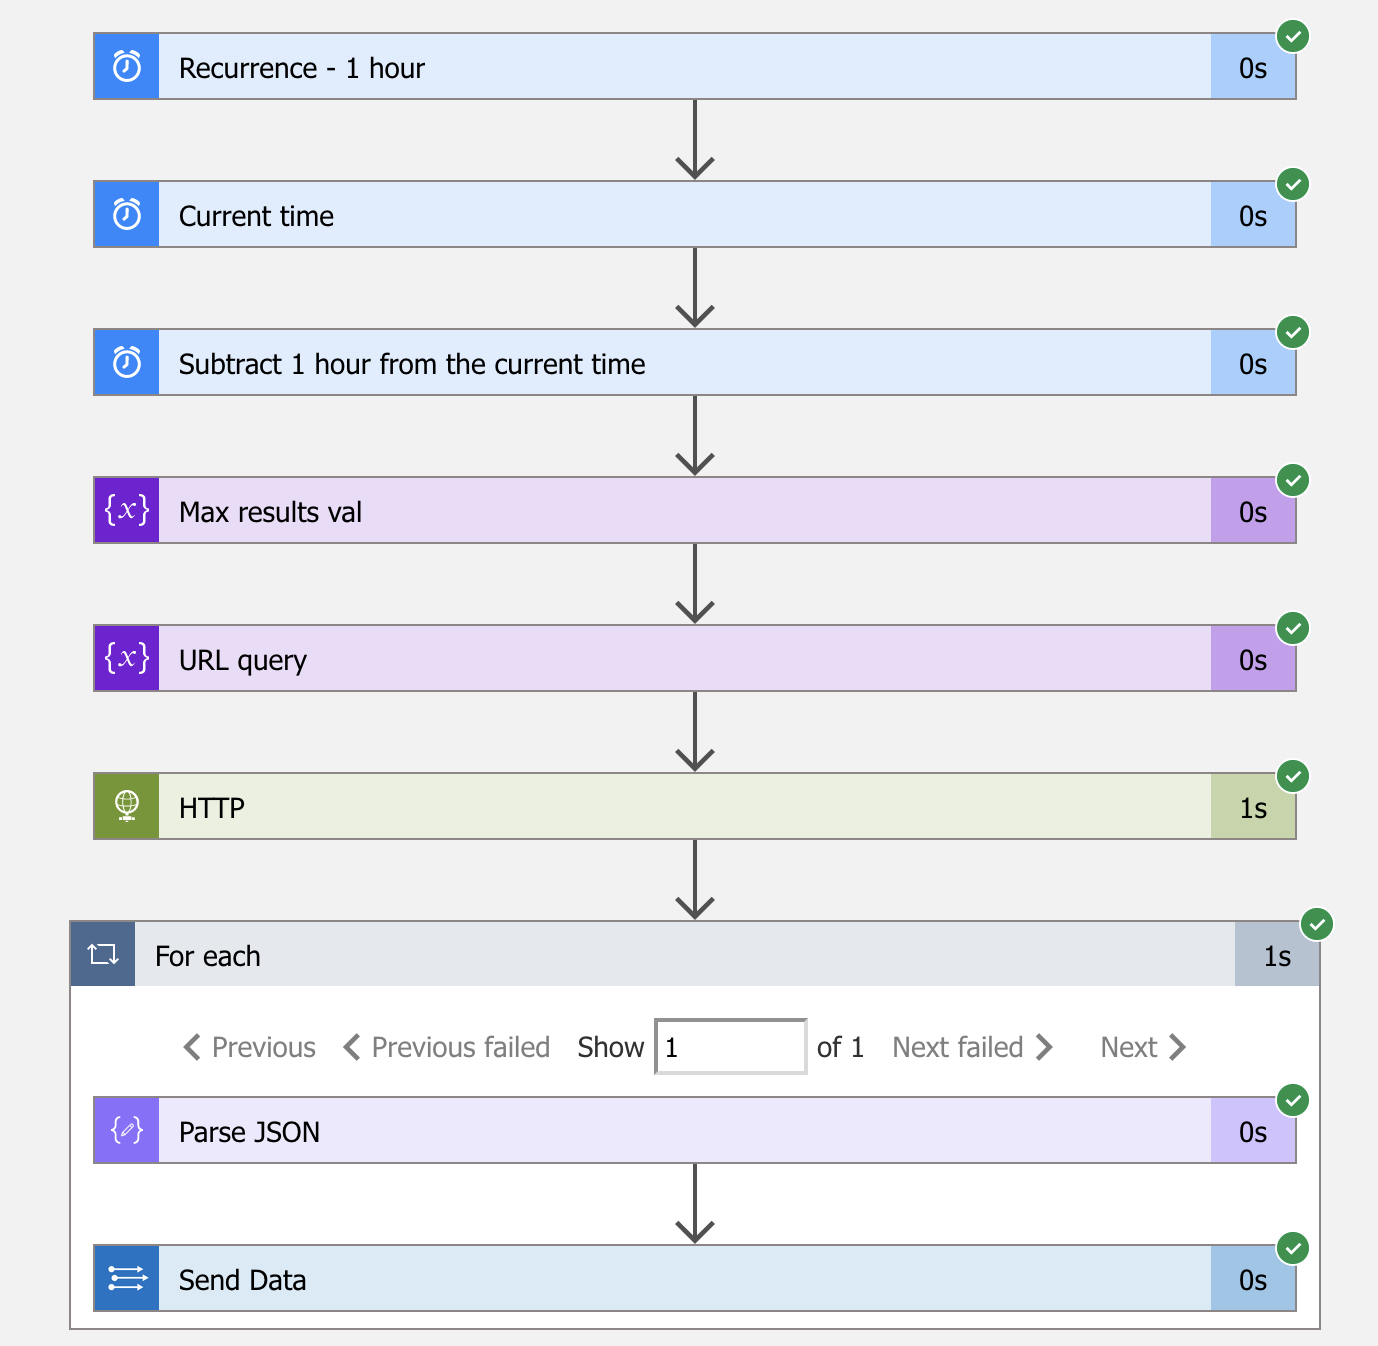 Recurrence - 1 hour 0s
Current time 0s
Subtract 1 hour from the current time 0s
{x} Max results val 0s
{x} URL query 0s
HTTP 1s
For each 1s
Previous Previous failed Show 1 of 1 Next failed Next
Parse JSON 0s
Send Data 0s